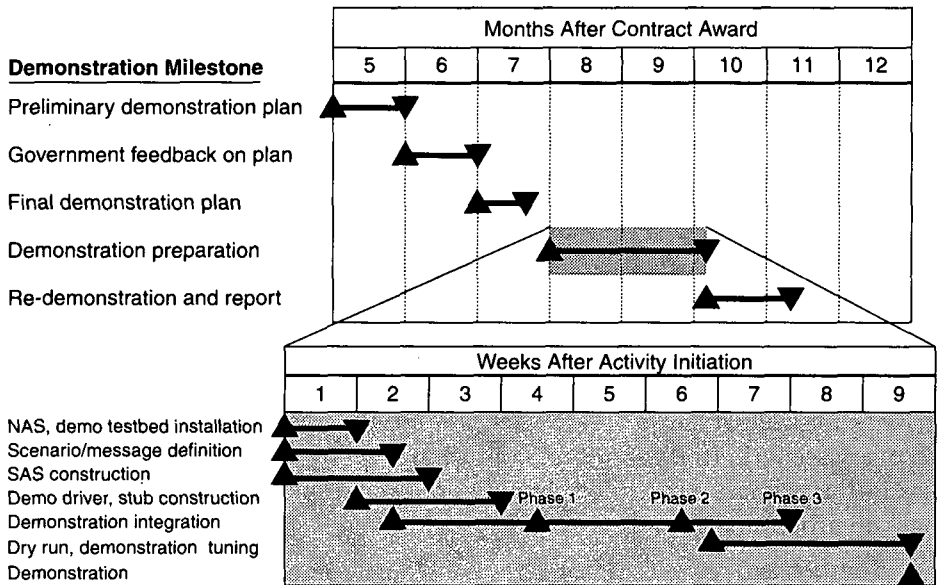 Months After Contract Award
Demonstration Milestone
5 6 7 8 9 10 11 12
Preliminary demonstration plan
Government feedback on plan
Final demonstration plan
Demonstration preparation
Re-demonstration and report
Weeks After Activity Initiation
1 2 3 4 5 6 7 8 9
NAS, demo testbed installation
Scenario/message definition
SAS construction
Demo driver, stub construction
Phase 1 Phase 2 Phase 3
Demonstration integration
Dry run, demonstration tuning
Demonstration